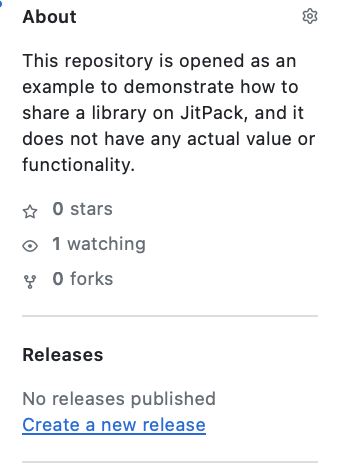 About
This repository is opened as an
example to demonstrate how to
share a library on JitPack, and it
does not have any actual value or
functionality.
0 stars
1 watching
0 forks
Releases
No releases published
Create a new release